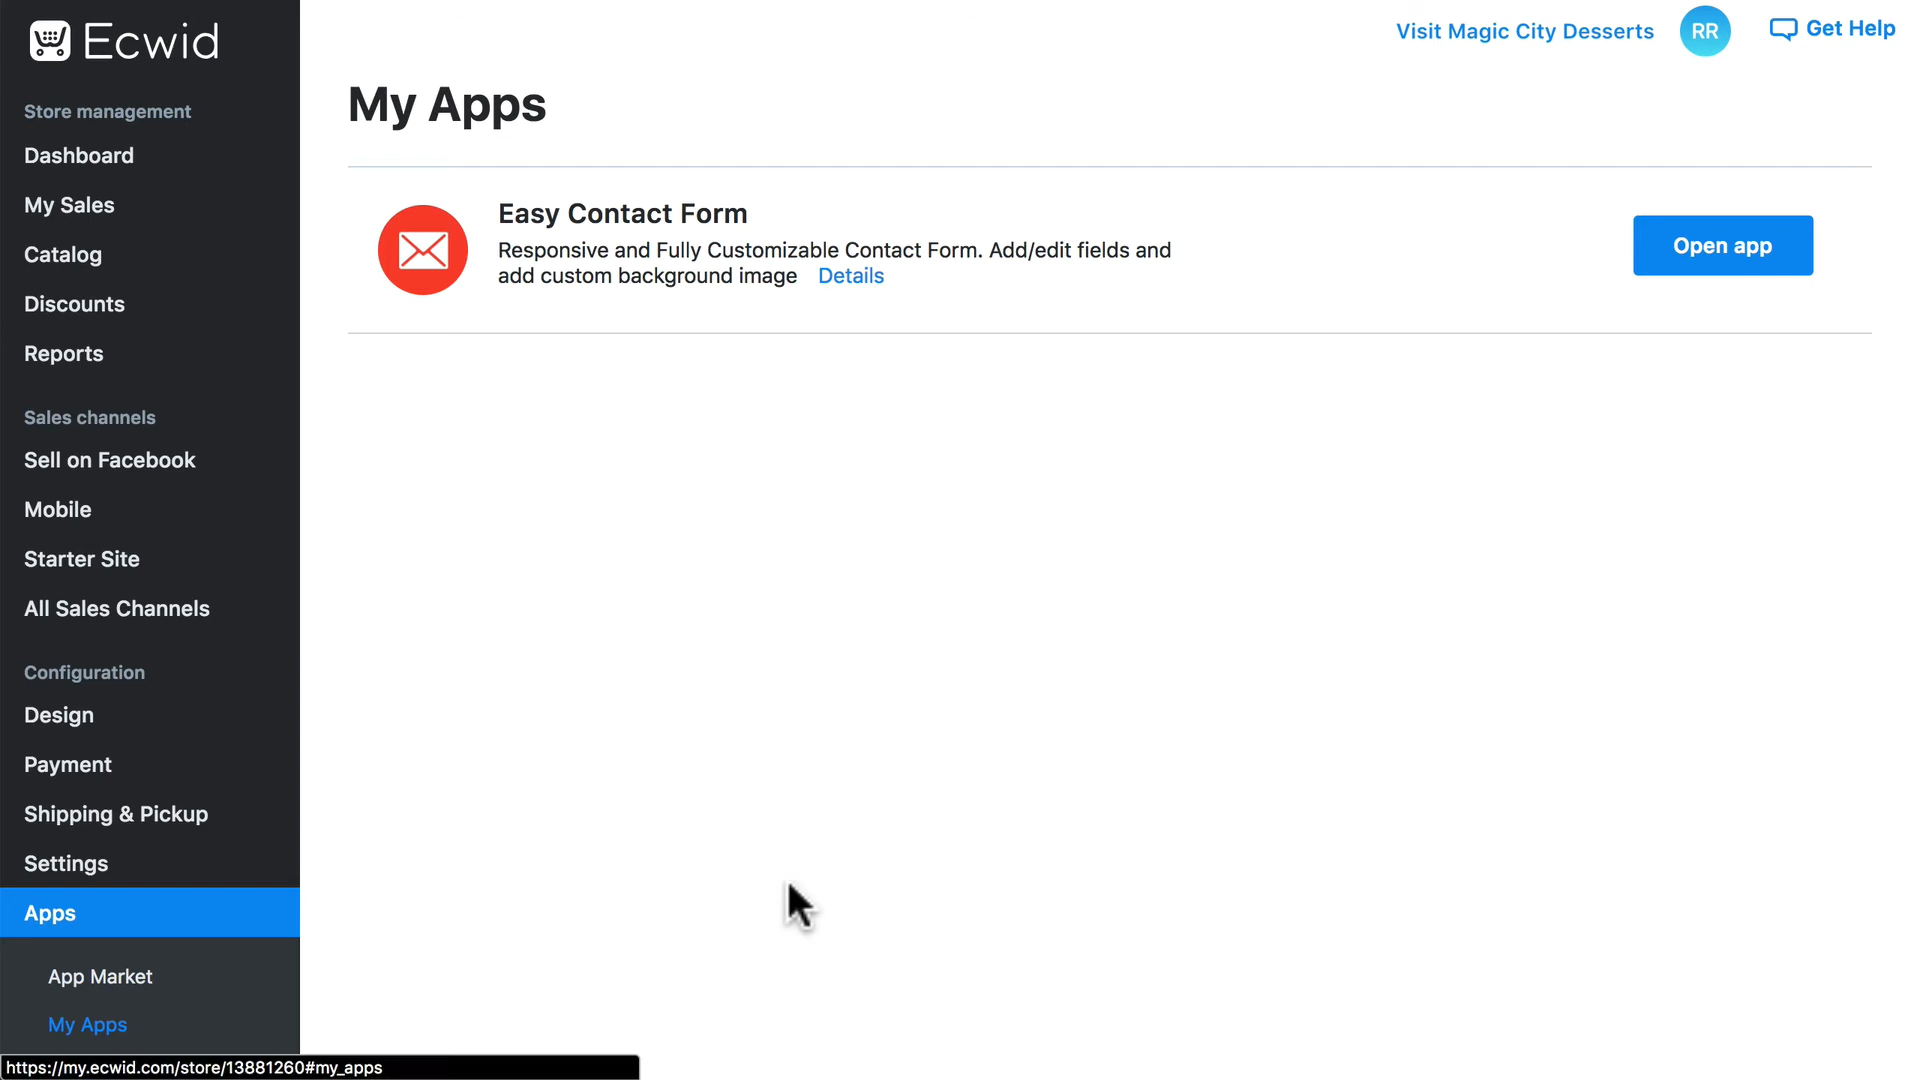 Ecwid
Store management
Dashboard
My Sales
Catalog
Discounts
Reports
Sales channels
Sell on Facebook
Mobile
Starter Site
All Sales Channels
Configuration
Design
Payment
Shipping & Pickup
Settings
Apps
App Market
My Apps
https://my.ecwid.com/store/13881260#my_apps
Visit Magic City Desserts
RR
Get Help
My Apps
Easy Contact Form
Responsive and Fully Customizable Contact Form. Add/edit fields and
add custom background image Details
Open app